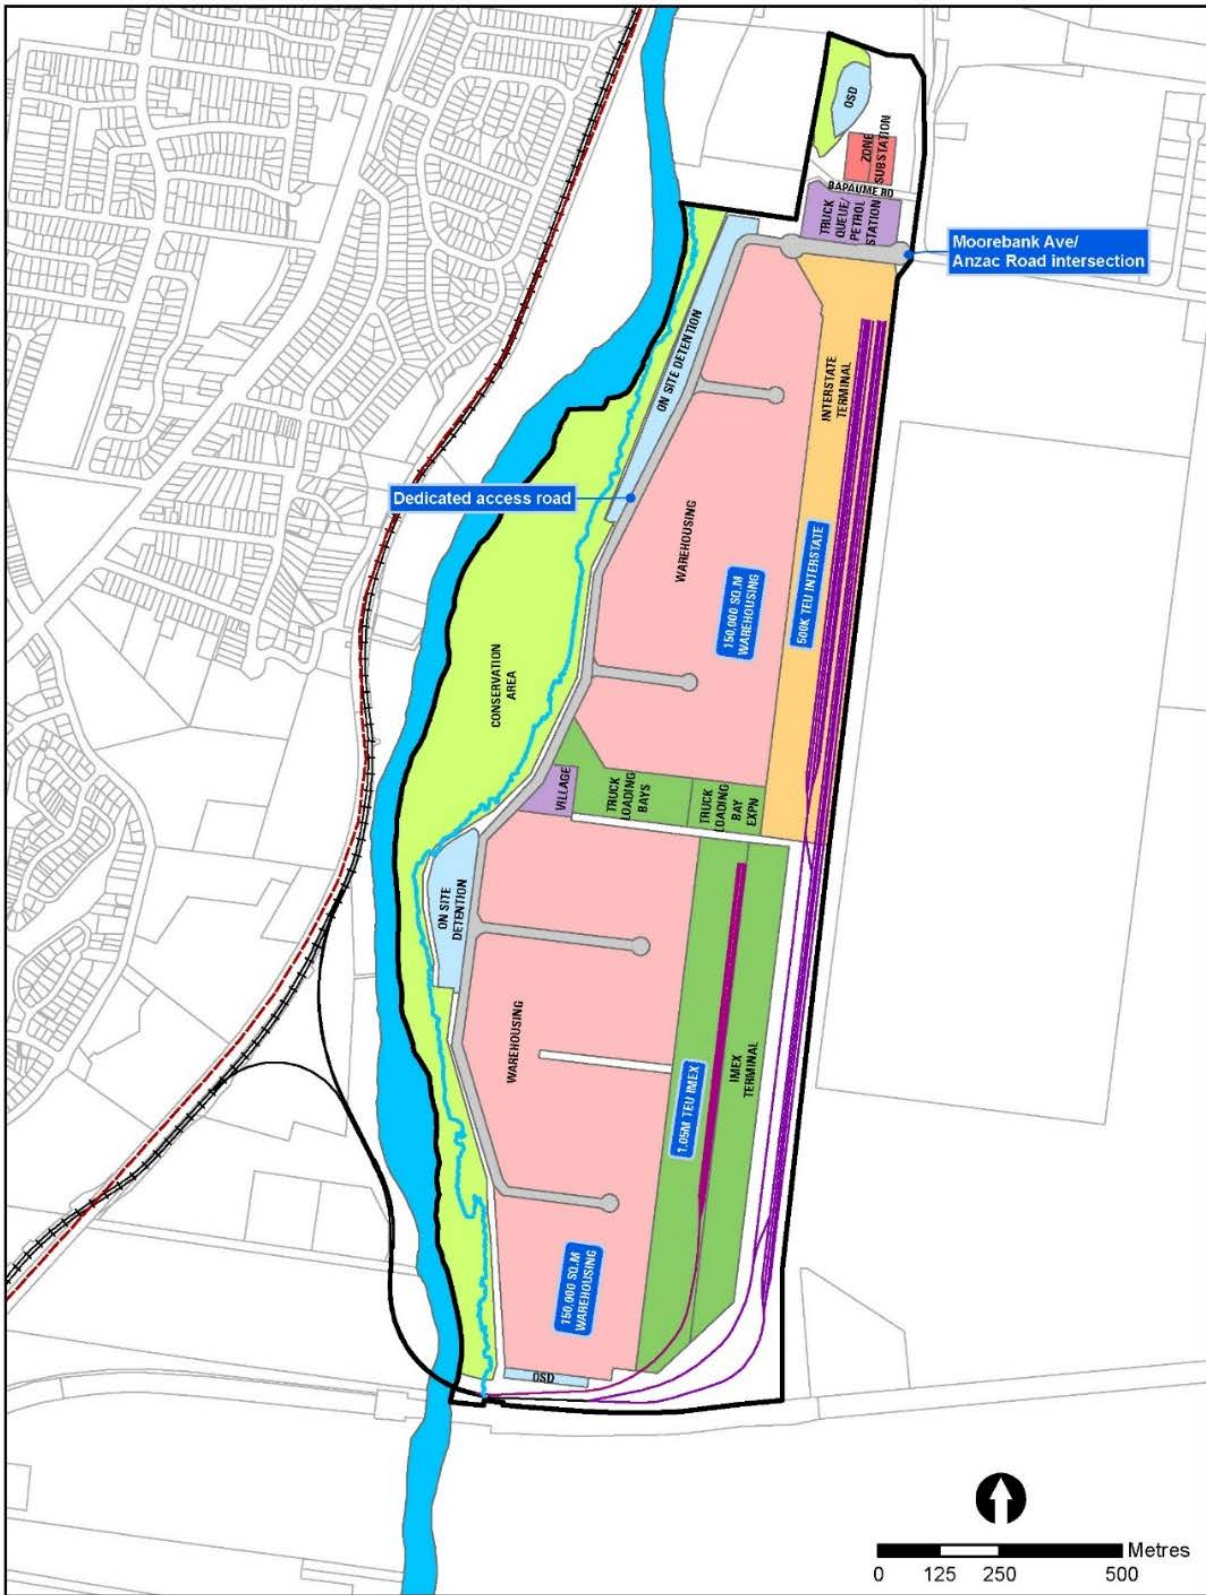 OSD
ZONE
SUBSTATION
BAPAUME RD
TRUCK
QUEUE/
PETROL
STATION
Moorebank Ave/
Anzac Road intersection
ON SITE DETENTION
INTERSTATE
TERMINAL
Dedicated access road
WAREHOUSING
150,000 SQ.M
WAREHOUSING
500K TEU INTERSTATE
CONSERVATION
AREA
VILLAGE
TRUCK
LOADING
BAYS
TRUCK
LOADING
BAY
EXPN
ON SITE
DETENTION
WAREHOUSING
1.05M TEU IMEX
IMEX
TERMINAL
150,000 SQ.M
WAREHOUSING
OSD
Metres
0 125 250 500